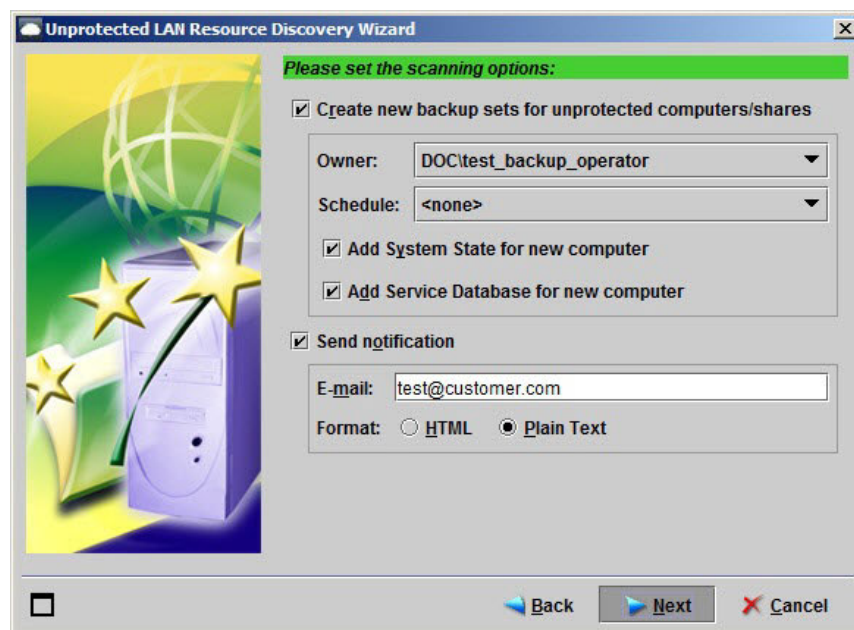 Unprotected LAN Resource Discovery Wizard
Please set the scanning options:
Create new backup sets for unprotected computers/shares
Owner: DOC\test_backup_operator
Schedule: <none>
Add System State for new computer
Add Service Database for new computer
Send notification
E-mail: test@customer.com
Format: HTML Plain Text
Back Next Cancel